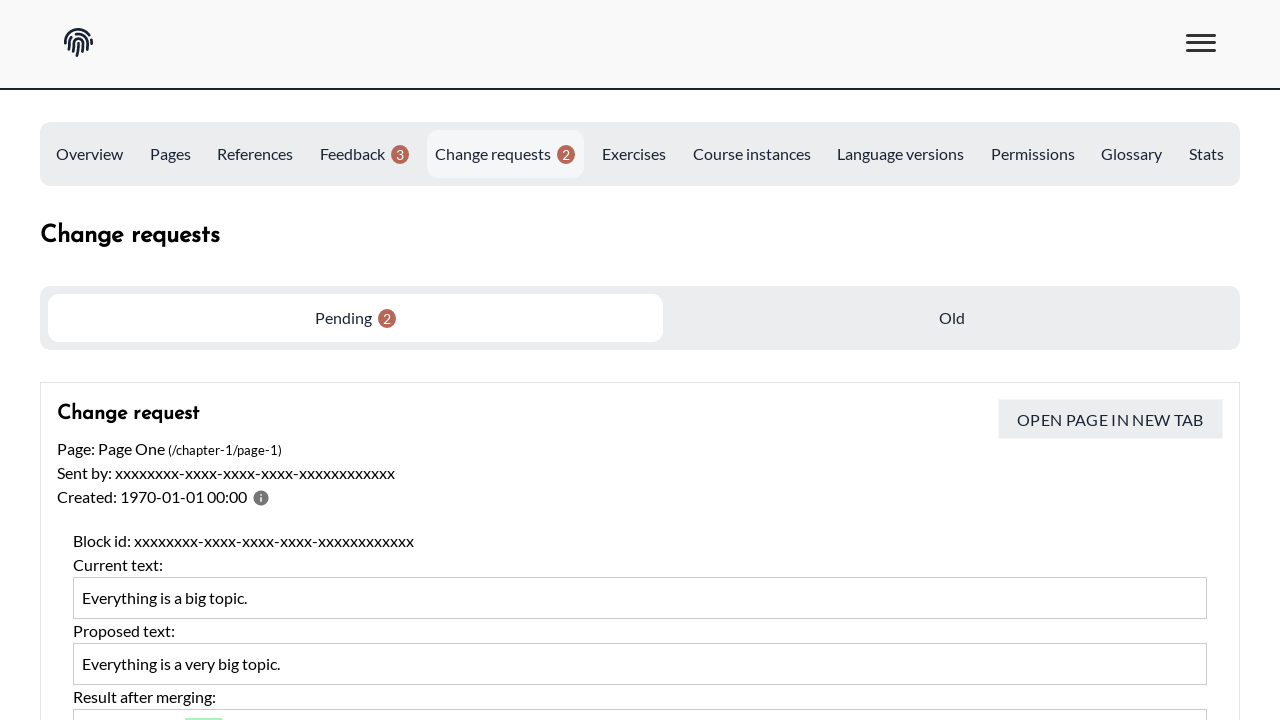 Overview Pages References Feedback 3 Change requests 2 Exercises Course instances Language versions Permissions Glossary Stats
Change requests
Pending 2 Old
Change request
OPEN PAGE IN NEW TAB
Page: Page One (/chapter-1/page-1)
Sent by: xxxxxxxx-xxxx-xxxx-xxxx-xxxxxxxxxxxx
Created: 1970-01-01 00:00
Block id: xxxxxxxx-xxxx-xxxx-xxxx-xxxxxxxxxxxx
Current text:
Everything is a big topic.
Proposed text:
Everything is a very big topic.
Result after merging: